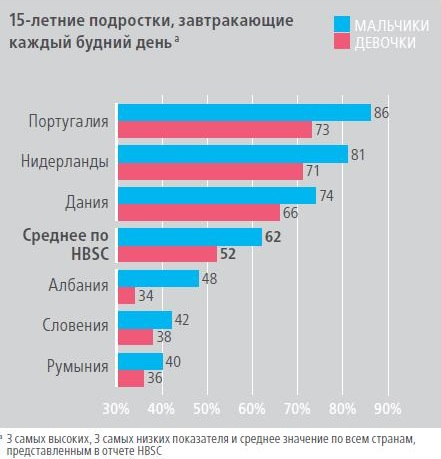 15-летние подростки, завтракающие
каждый будний день ª
МАЛЬЧИКИ
ДЕВОЧКИ
Португалия
86
73
Нидерланды
81
71
Дания
74
66
Среднее по
HBSC
62
52
Албания
48
34
Словения
42
38
Румыния
40
36
30% 40% 50% 60% 70% 80% 90%
ª 3 самых высоких, 3 самых низких показателя и среднее значение по всем странам,
представленным в отчете HBSC